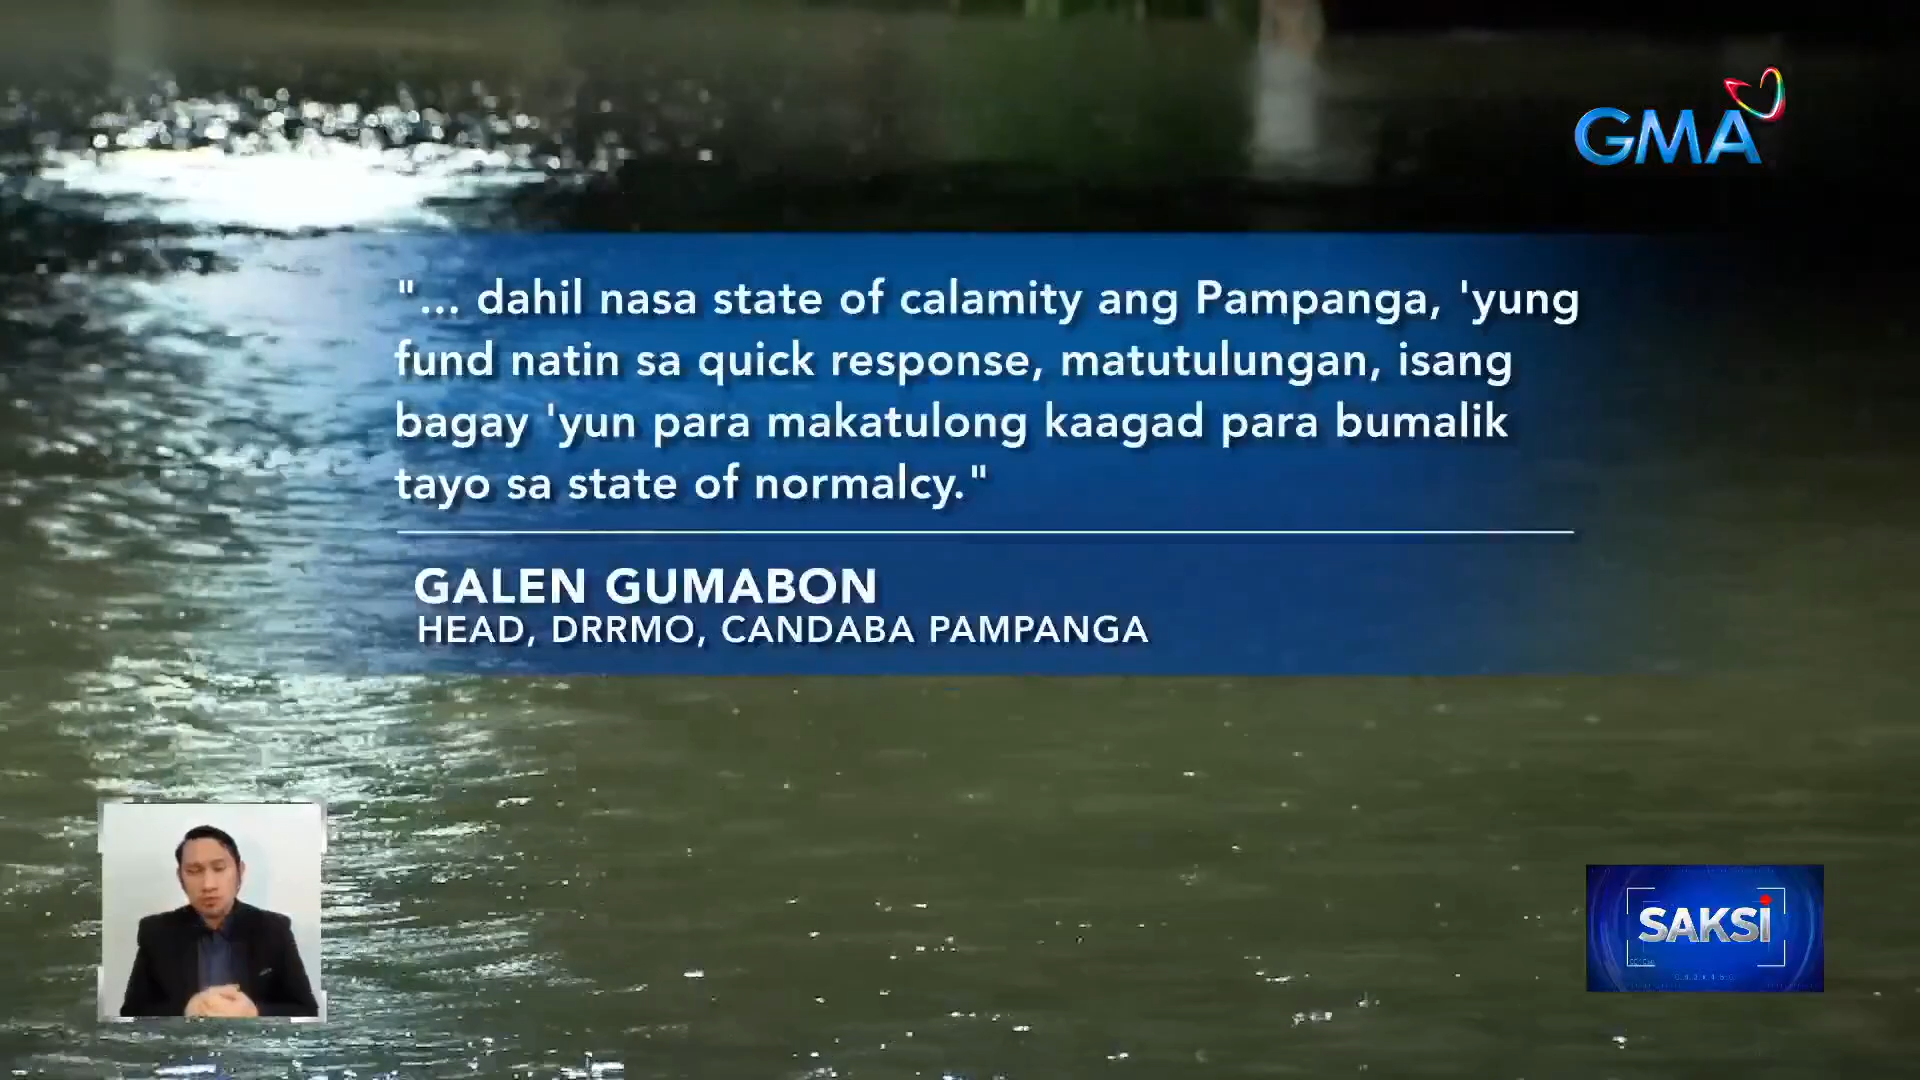 GMA
"... dahil nasa state of calamity ang Pampanga, 'yung
fund natin sa quick response, matutulungan, isang
bagay 'yun para makatulong kaagad para bumalik
tayo sa state of normalcy."
GALEN GUMABON
HEAD, DRRMO, CANDABA PAMPANGA
SAKSI